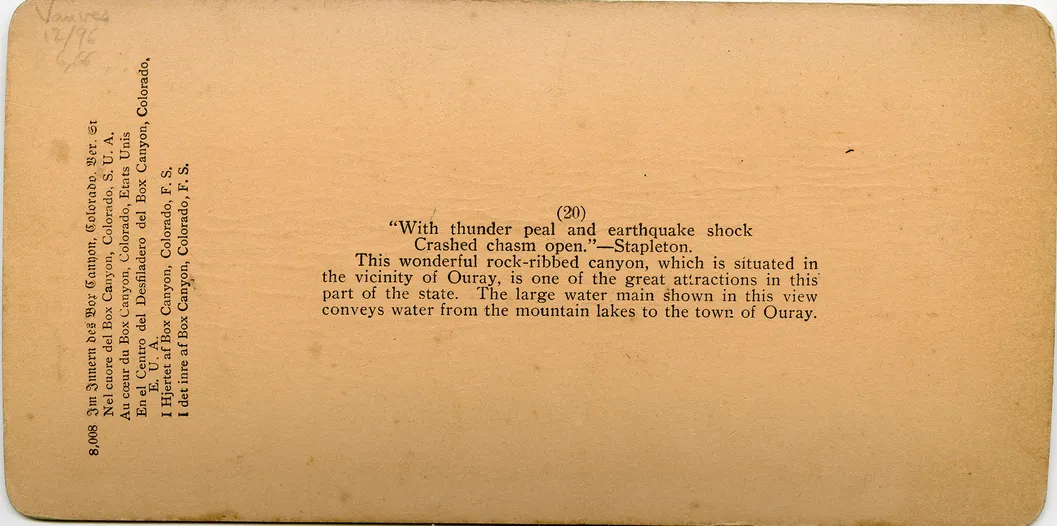 Vanves
12/96
8,008 Im Innern des Box Canyon, Colorado. Ver. St
Nel cuore del Box Canyon, Colorado, S. U. A.
Au cœur du Box Canyon, Colorado, Etats Unis
En el Centro del Desfiladero del Box Canyon, Colorado,
E. U. A.
I Hjertet af Box Canyon, Colorado, F. S.
I det inre af Box Canyon, Colorado, F. S.
(20)
“With thunder peal and earthquake shock
Crashed chasm open.”—Stapleton.
This wonderful rock-ribbed canyon, which is situated in
the vicinity of Ouray, is one of the great attractions in this
part of the state. The large water main shown in this view
conveys water from the mountain lakes to the town of Ouray.